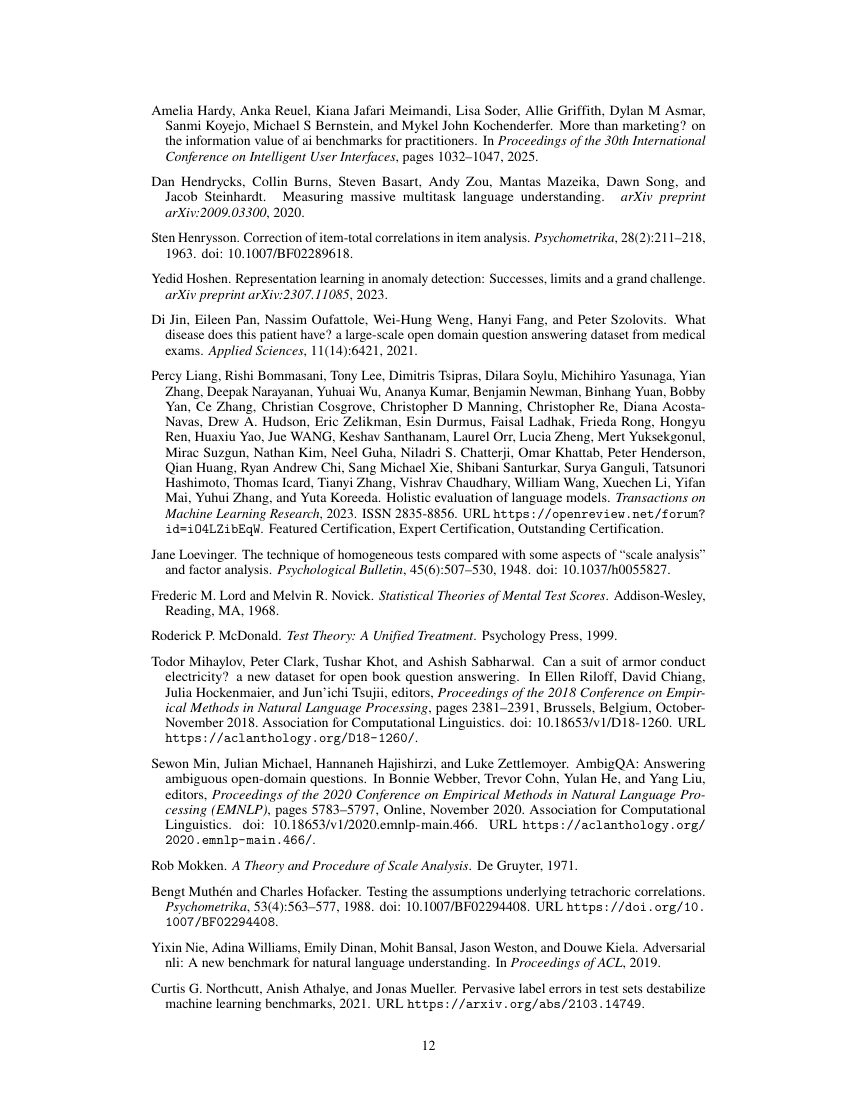 Amelia Hardy, Anka Reuel, Kiana Jafari Meimandi, Lisa Soder, Allie Griffith, Dylan M Asmar,
Sanmi Koyejo, Michael S Bernstein, and Mykel John Kochenderfer. More than marketing? on
the information value of ai benchmarks for practitioners. In Proceedings of the 30th International
Conference on Intelligent User Interfaces, pages 1032–1047, 2025.
Dan Hendrycks, Collin Burns, Steven Basart, Andy Zou, Mantas Mazeika, Dawn Song, and
Jacob Steinhardt. Measuring massive multitask language understanding. arXiv preprint
arXiv:2009.03300, 2020.
Sten Henrysson. Correction of item-total correlations in item analysis. Psychometrika, 28(2):211–218,
1963. doi: 10.1007/BF02289618.
Yedid Hoshen. Representation learning in anomaly detection: Successes, limits and a grand challenge.
arXiv preprint arXiv:2307.11085, 2023.
Di Jin, Eileen Pan, Nassim Oufattole, Wei-Hung Weng, Hanyi Fang, and Peter Szolovits. What
disease does this patient have? a large-scale open domain question answering dataset from medical
exams. Applied Sciences, 11(14):6421, 2021.
Percy Liang, Rishi Bommasani, Tony Lee, Dimitris Tsipras, Dilara Soylu, Michihiro Yasunaga, Yian
Zhang, Deepak Narayanan, Yuhuai Wu, Ananya Kumar, Benjamin Newman, Binhang Yuan, Bobby
Yan, Ce Zhang, Christian Cosgrove, Christopher D Manning, Christopher Re, Diana Acosta-
Navas, Drew A. Hudson, Eric Zelikman, Esin Durmus, Faisal Ladhak, Frieda Rong, Hongyu
Ren, Huaxiu Yao, Jue WANG, Keshav Santhanam, Laurel Orr, Lucia Zheng, Mert Yuksekgonul,
Mirac Suzgun, Nathan Kim, Neel Guha, Niladri S. Chatterji, Omar Khattab, Peter Henderson,
Qian Huang, Ryan Andrew Chi, Sang Michael Xie, Shibani Santurkar, Surya Ganguli, Tatsunori
Hashimoto, Thomas Icard, Tianyi Zhang, Vishrav Chaudhary, William Wang, Xuechen Li, Yifan
Mai, Yuhui Zhang, and Yuta Koreeda. Holistic evaluation of language models. Transactions on
Machine Learning Research, 2023. ISSN 2835-8856. URL https://openreview.net/forum?
id=iO4LZibEqW. Featured Certification, Expert Certification, Outstanding Certification.
Jane Loevinger. The technique of homogeneous tests compared with some aspects of “scale analysis”
and factor analysis. Psychological Bulletin, 45(6):507–530, 1948. doi: 10.1037/h0055827.
Frederic M. Lord and Melvin R. Novick. Statistical Theories of Mental Test Scores. Addison-Wesley,
Reading, MA, 1968.
Roderick P. McDonald. Test Theory: A Unified Treatment. Psychology Press, 1999.
Todor Mihaylov, Peter Clark, Tushar Khot, and Ashish Sabharwal. Can a suit of armor conduct
electricity? a new dataset for open book question answering. In Ellen Riloff, David Chiang,
Julia Hockenmaier, and Jun’ichi Tsujii, editors, Proceedings of the 2018 Conference on Empir-
ical Methods in Natural Language Processing, pages 2381–2391, Brussels, Belgium, October-
November 2018. Association for Computational Linguistics. doi: 10.18653/v1/D18-1260. URL
https://aclanthology.org/D18-1260/.
Sewon Min, Julian Michael, Hannaneh Hajishirzi, and Luke Zettlemoyer. AmbigQA: Answering
ambiguous open-domain questions. In Bonnie Webber, Trevor Cohn, Yulan He, and Yang Liu,
editors, Proceedings of the 2020 Conference on Empirical Methods in Natural Language Pro-
cessing (EMNLP), pages 5783–5797, Online, November 2020. Association for Computational
Linguistics. doi: 10.18653/v1/2020.emnlp-main.466. URL https://aclanthology.org/
2020.emnlp-main.466/.
Rob Mokken. A Theory and Procedure of Scale Analysis. De Gruyter, 1971.
Bengt Muthén and Charles Hofacker. Testing the assumptions underlying tetrachoric correlations.
Psychometrika, 53(4):563–577, 1988. doi: 10.1007/BF02294408. URL https://doi.org/10.
1007/BF02294408.
Yixin Nie, Adina Williams, Emily Dinan, Mohit Bansal, Jason Weston, and Douwe Kiela. Adversarial
nli: A new benchmark for natural language understanding. In Proceedings of ACL, 2019.
Curtis G. Northcutt, Anish Athalye, and Jonas Mueller. Pervasive label errors in test sets destabilize
machine learning benchmarks, 2021. URL https://arxiv.org/abs/2103.14749.
12